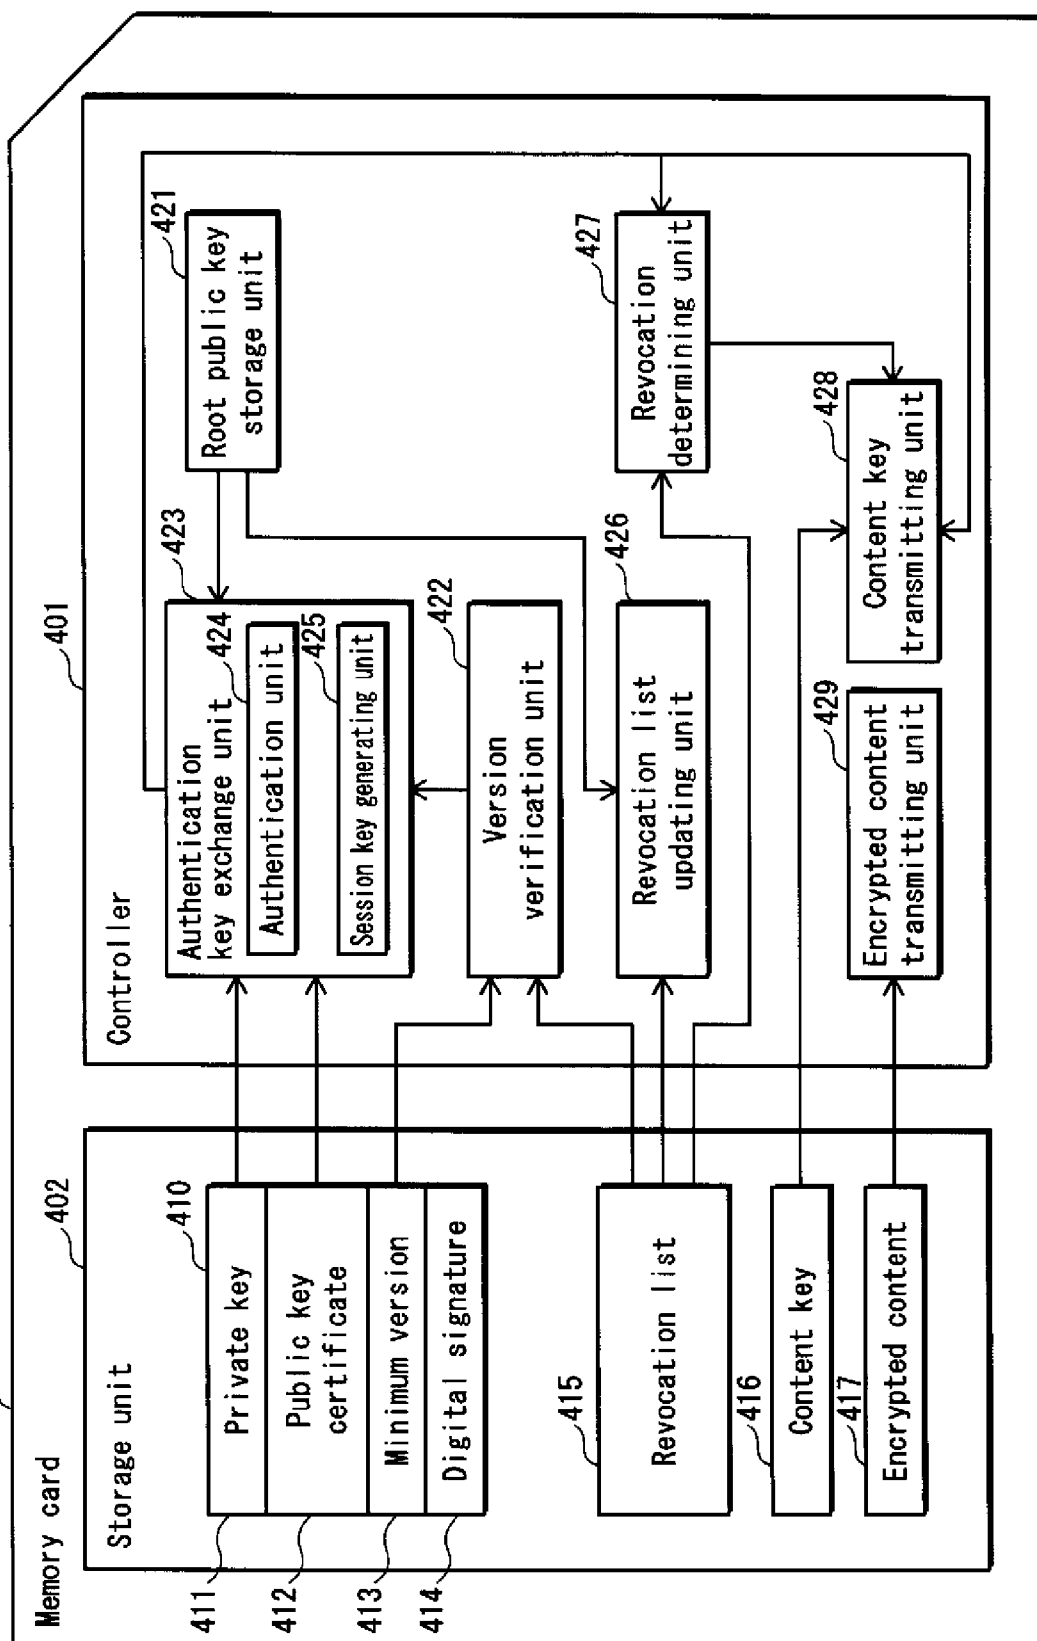 Memory card
Storage unit
402
410
411
Private key
412
Public key
certificate
413
Minimum version
414
Digital signature
415
Revocation list
416
Content key
417
Encrypted content
Controller
401
423
Authentication
key exchange unit
424
Authentication unit
425
Session key generating unit
421
Root public key
storage unit
422
Version
verification unit
426
Revocation list
updating unit
427
Revocation
determining unit
428
Content key
transmitting unit
429
Encrypted content
transmitting unit